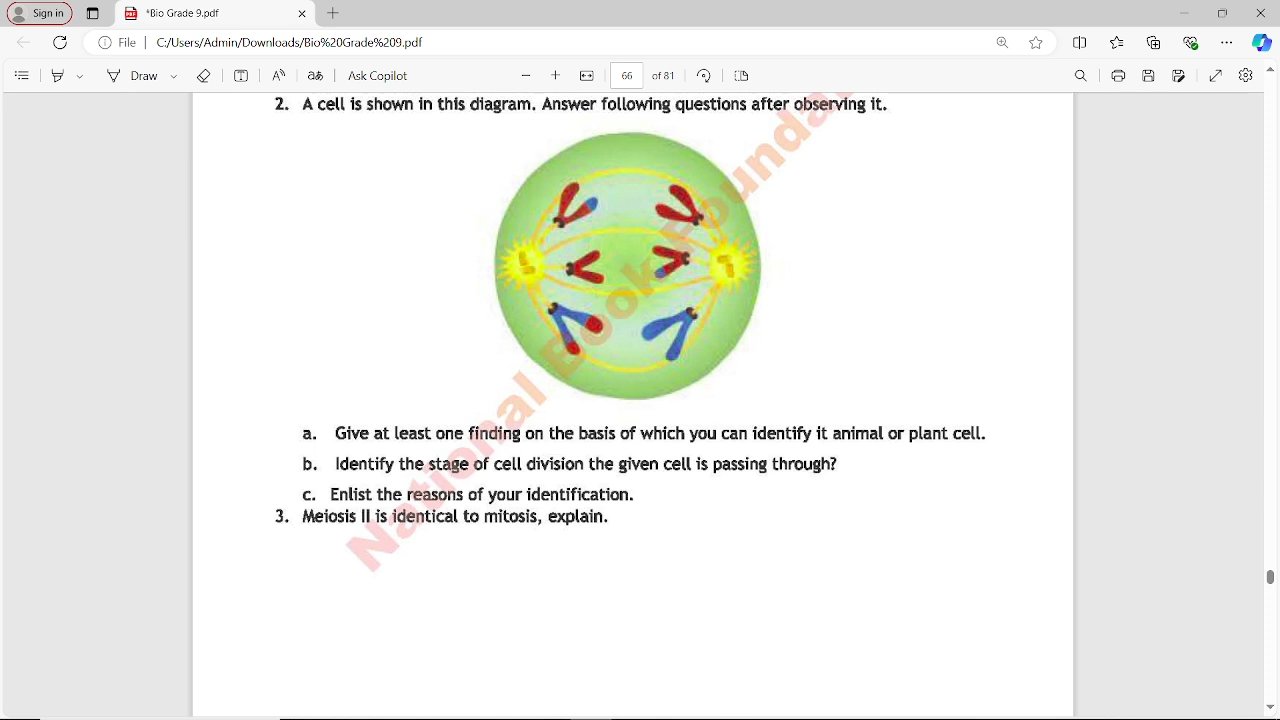 Sign in
*Bio Grade 9.pdf
File C:/Users/Admin/Downloads/Bio%20Grade%209.pdf
Draw Ask Copilot 66 of 81
2. A cell is shown in this diagram. Answer following questions after observing it.
a. Give at least one finding on the basis of which you can identify it animal or plant cell.
b. Identify the stage of cell division the given cell is passing through?
c. Enlist the reasons of your identification.
3. Meiosis II is identical to mitosis, explain.
National Book Foundat